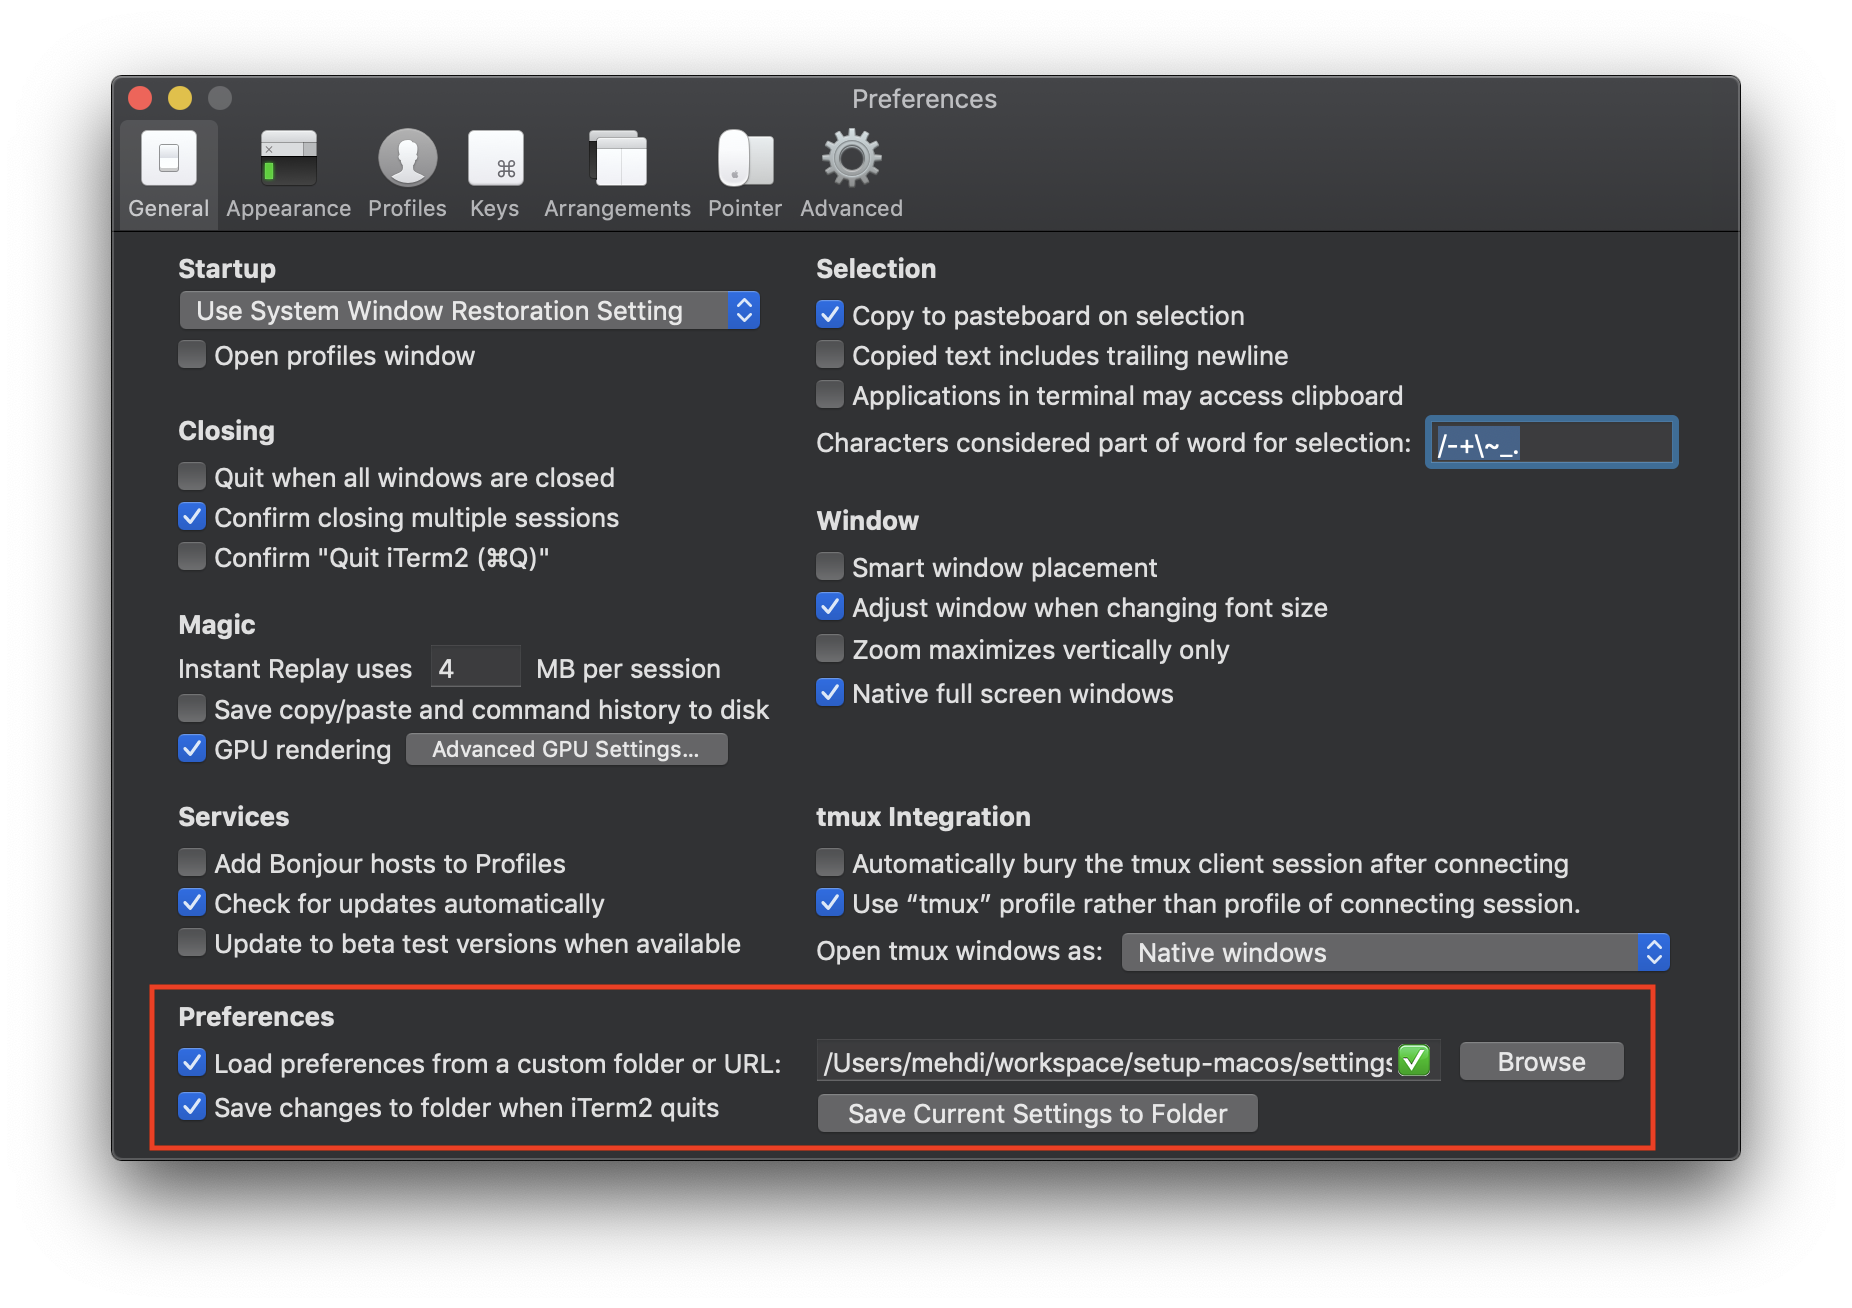 Preferences
General
Appearance
Profiles
Keys
Arrangements
Pointer
Advanced
Startup
Use System Window Restoration Setting
Open profiles window
Closing
Quit when all windows are closed
Confirm closing multiple sessions
Confirm "Quit iTerm2 (⌘Q)"
Magic
Instant Replay uses 4 MB per session
Save copy/paste and command history to disk
GPU rendering Advanced GPU Settings...
Services
Add Bonjour hosts to Profiles
Check for updates automatically
Update to beta test versions when available
Selection
Copy to pasteboard on selection
Copied text includes trailing newline
Applications in terminal may access clipboard
Characters considered part of word for selection: /-+\~_.
Window
Smart window placement
Adjust window when changing font size
Zoom maximizes vertically only
Native full screen windows
tmux Integration
Automatically bury the tmux client session after connecting
Use “tmux” profile rather than profile of connecting session.
Open tmux windows as: Native windows
Preferences
Load preferences from a custom folder or URL: /Users/mehdi/workspace/setup-macos/settings Browse
Save changes to folder when iTerm2 quits Save Current Settings to Folder